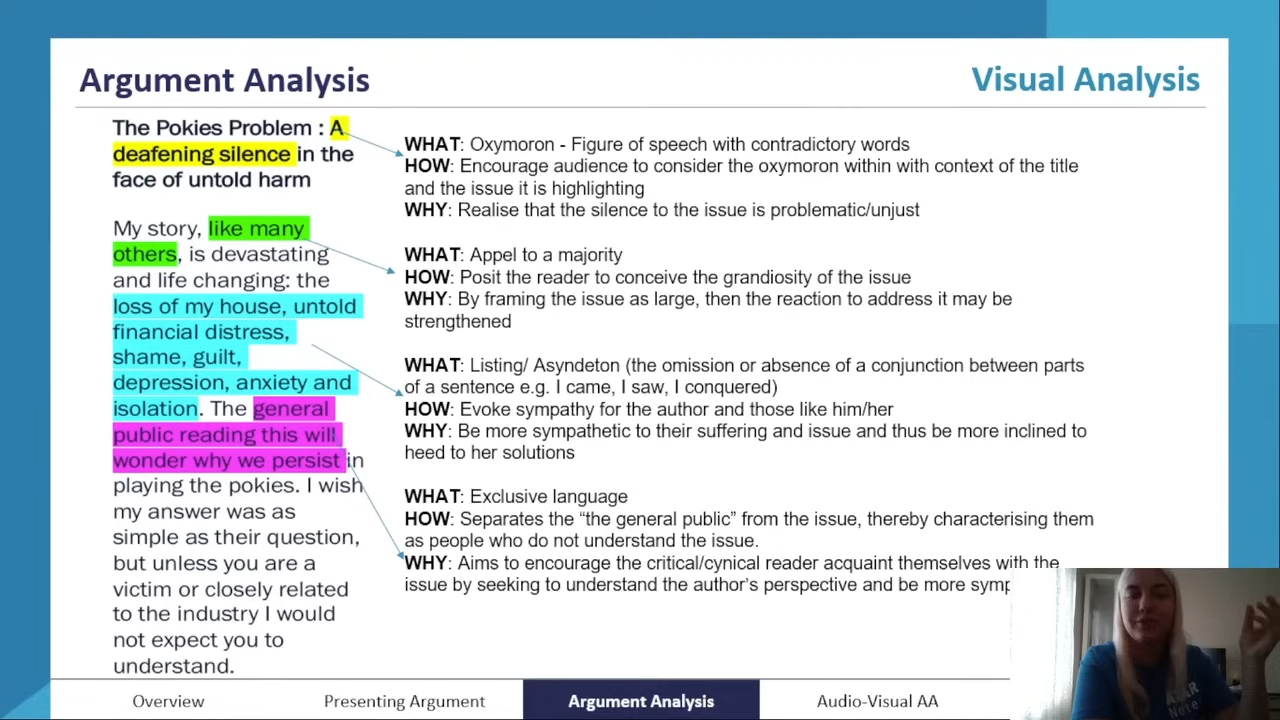 Argument Analysis
Visual Analysis
The Pokies Problem : A
deafening silence in the
face of untold harm
My story, like many
others, is devastating
and life changing: the
loss of my house, untold
financial distress,
shame, guilt,
depression, anxiety and
isolation. The general
public reading this will
wonder why we persist in
playing the pokies. I wish
my answer was as
simple as their question,
but unless you are a
victim or closely related
to the industry I would
not expect you to
understand.
WHAT: Oxymoron - Figure of speech with contradictory words
HOW: Encourage audience to consider the oxymoron within with context of the title
and the issue it is highlighting
WHY: Realise that the silence to the issue is problematic/unjust
WHAT: Appel to a majority
HOW: Posit the reader to conceive the grandiosity of the issue
WHY: By framing the issue as large, then the reaction to address it may be
strengthened
WHAT: Listing/ Asyndeton (the omission or absence of a conjunction between parts
of a sentence e.g. I came, I saw, I conquered)
HOW: Evoke sympathy for the author and those like him/her
WHY: Be more sympathetic to their suffering and issue and thus be more inclined to
heed to her solutions
WHAT: Exclusive language
HOW: Separates the “the general public” from the issue, thereby characterising them
as people who do not understand the issue.
WHY: Aims to encourage the critical/cynical reader acquaint themselves with the
issue by seeking to understand the author's perspective and be more
Overview
Presenting Argument
Argument Analysis
Audio-Visual AA